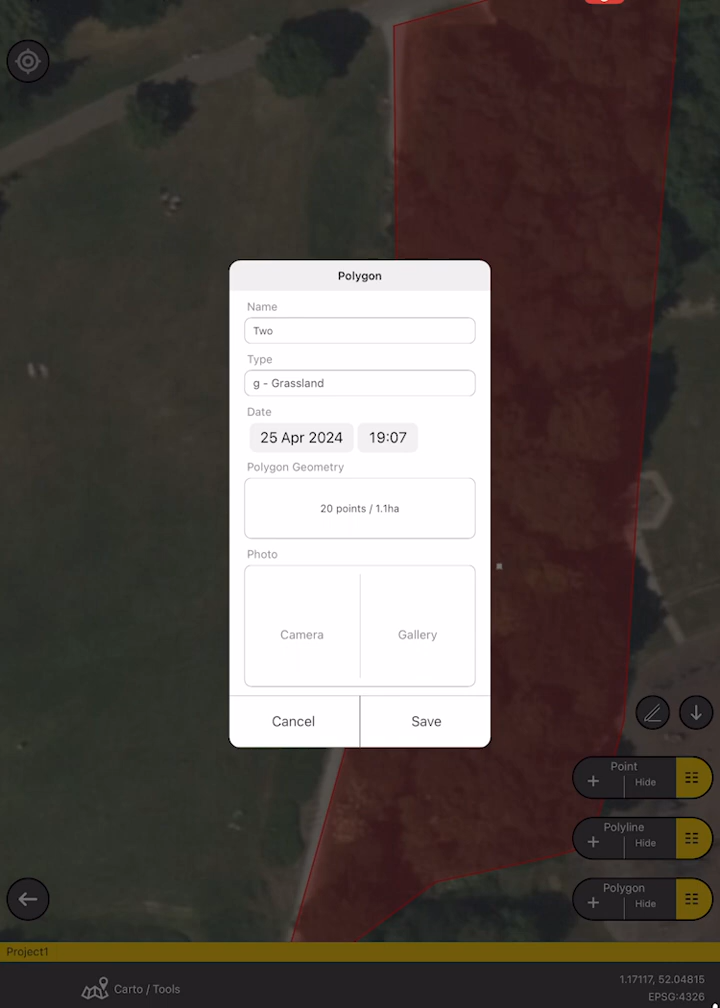 Polygon
Name
Two
Type
g - Grassland
Date
25 Apr 2024 19:07
Polygon Geometry
20 points / 1.1ha
Photo
Camera Gallery
Cancel Save
Point
+ Hide
Polyline
+ Hide
Polygon
+ Hide
Project1
Carto / Tools
1.17117, 52.04815
EPSG:4326